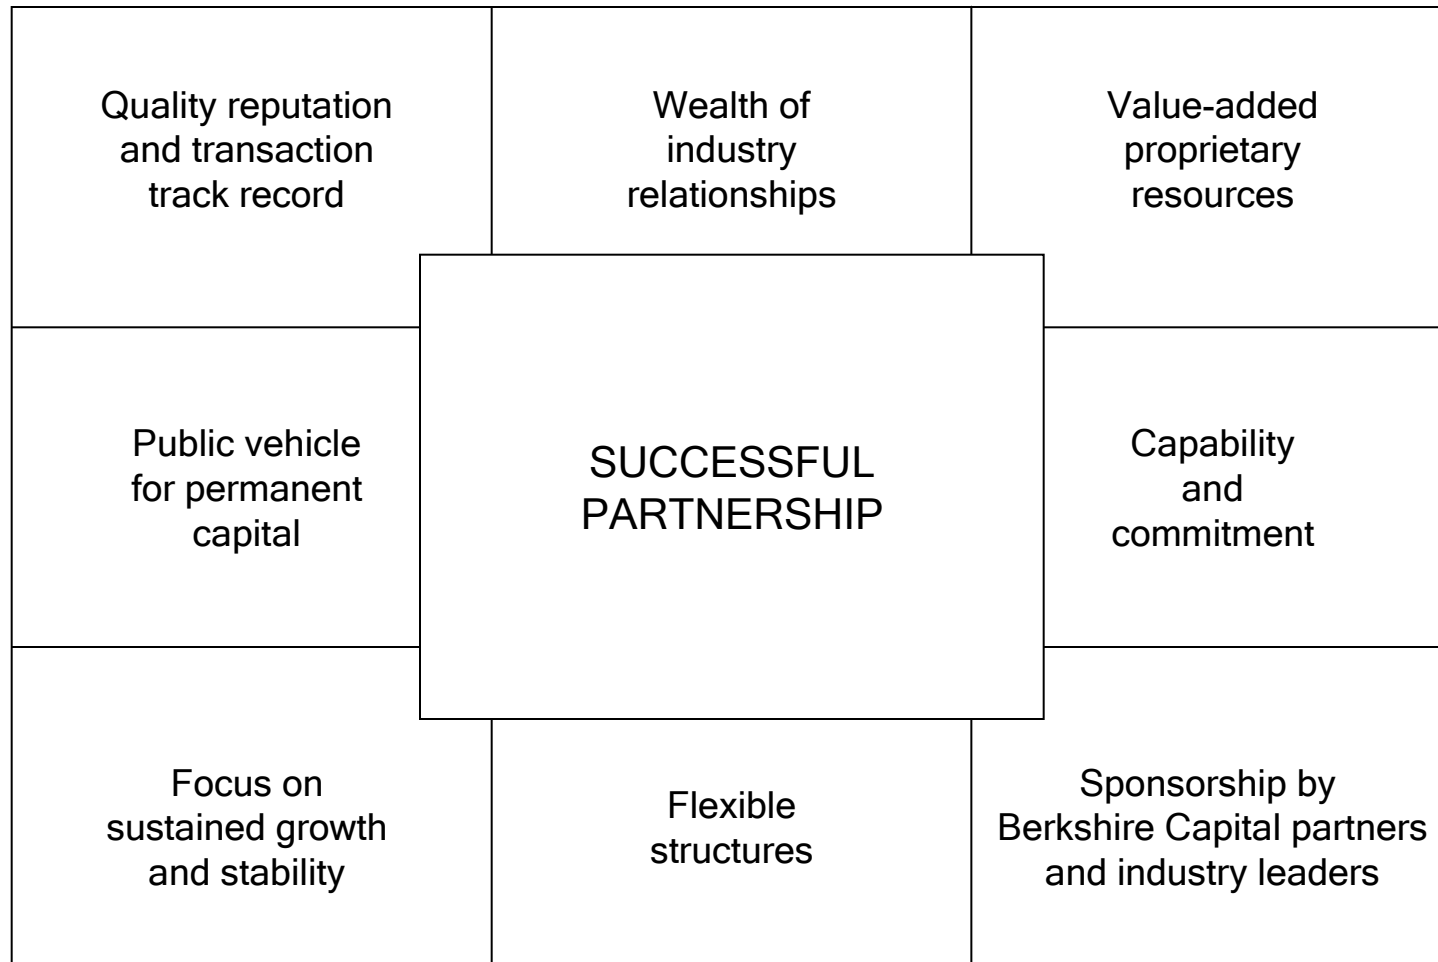 Quality reputation
and transaction
track record
Wealth of
industry
relationships
Value-added
proprietary
resources
Public vehicle
for permanent
capital
SUCCESSFUL
PARTNERSHIP
Capability
and
commitment
Focus on
sustained growth
and stability
Flexible
structures
Sponsorship by
Berkshire Capital partners
and industry leaders